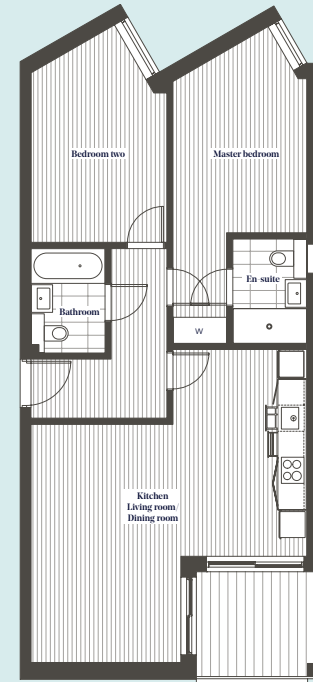 Bedroom two
Master bedroom
En-suite
Bathroom
W
Kitchen
Living room/
Dining room